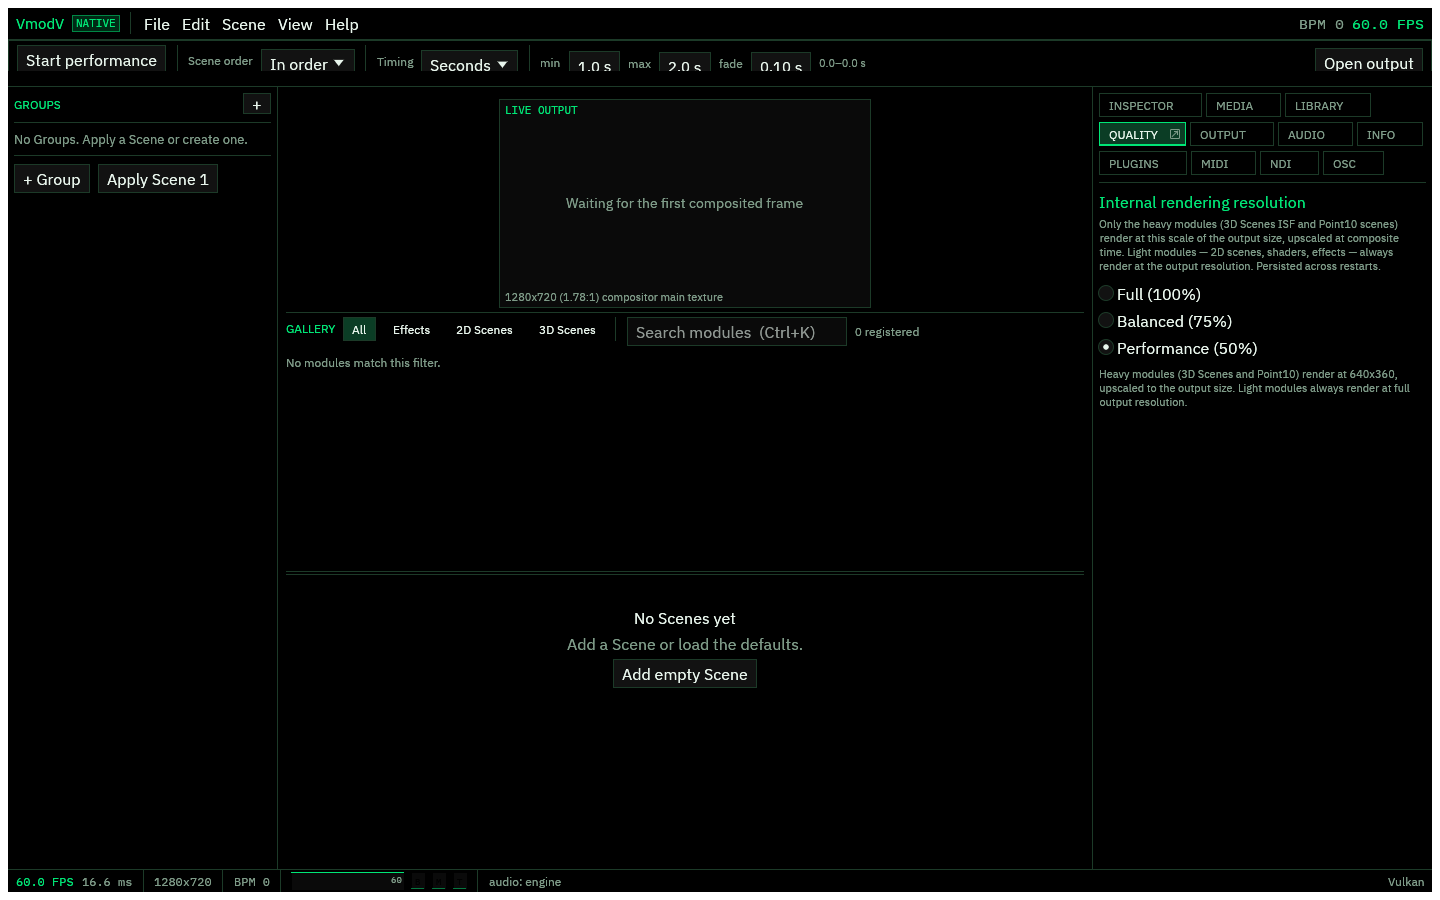 VmodV NATIVE File Edit Scene View Help BPM 0 60.0 FPS
Start performance Scene order In order Timing Seconds min 1.0 s max 2.0 s fade 0.10 s 0.0–0.0 s Open output
GROUPS +
No Groups. Apply a Scene or create one.
+ Group Apply Scene 1
LIVE OUTPUT
Waiting for the first composited frame
1280x720 (1.78:1) compositor main texture
GALLERY All Effects 2D Scenes 3D Scenes Search modules (Ctrl+K) 0 registered
No modules match this filter.
No Scenes yet
Add a Scene or load the defaults.
Add empty Scene
INSPECTOR MEDIA LIBRARY
QUALITY OUTPUT AUDIO INFO
PLUGINS MIDI NDI OSC
Internal rendering resolution
Only the heavy modules (3D Scenes ISF and Point10 scenes)
render at this scale of the output size, upscaled at composite
time. Light modules — 2D scenes, shaders, effects — always
render at the output resolution. Persisted across restarts.
Full (100%)
Balanced (75%)
Performance (50%)
Heavy modules (3D Scenes and Point10) render at 640x360,
upscaled to the output size. Light modules always render at full
output resolution.
60.0 FPS 16.6 ms 1280x720 BPM 0 60 audio: engine Vulkan